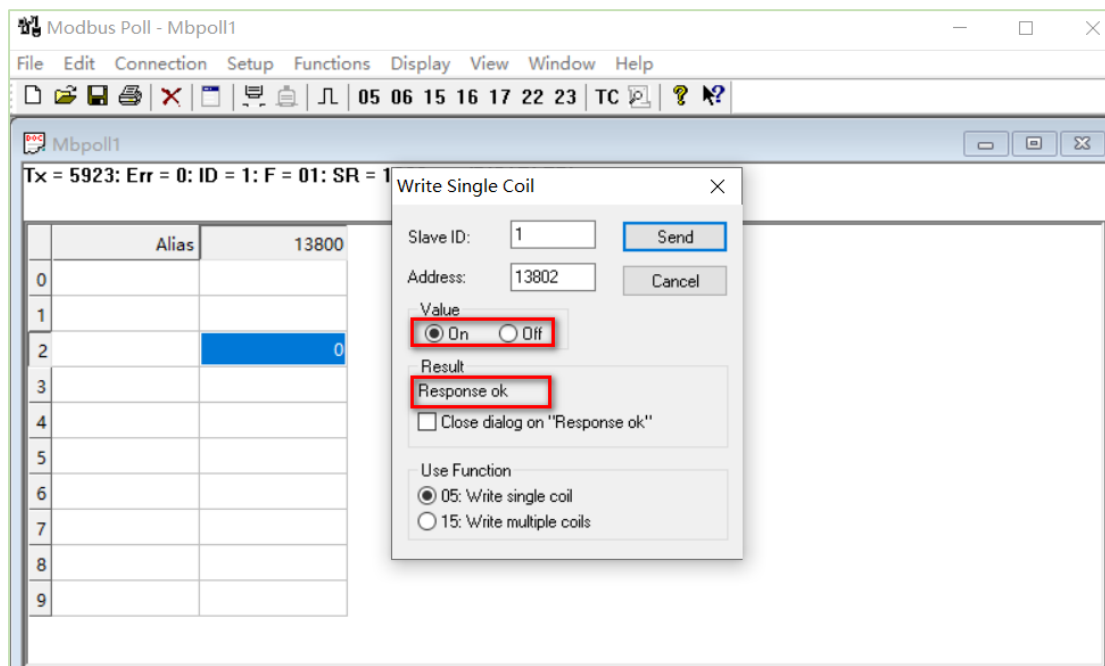 Modbus Poll - Mbpoll1
File Edit Connection Setup Functions Display View Window Help
05 06 15 16 17 22 23 TC
Mbpoll1
Tx = 5923: Err = 0: ID = 1: F = 01: SR = 1
Write Single Coil
Slave ID: 1 Send
Address: 13802 Cancel
Value
On Off
Result
Response ok
Close dialog on "Response ok"
Use Function
05: Write single coil
15: Write multiple coils
Alias 13800
0
1
2 0
3
4
5
6
7
8
9